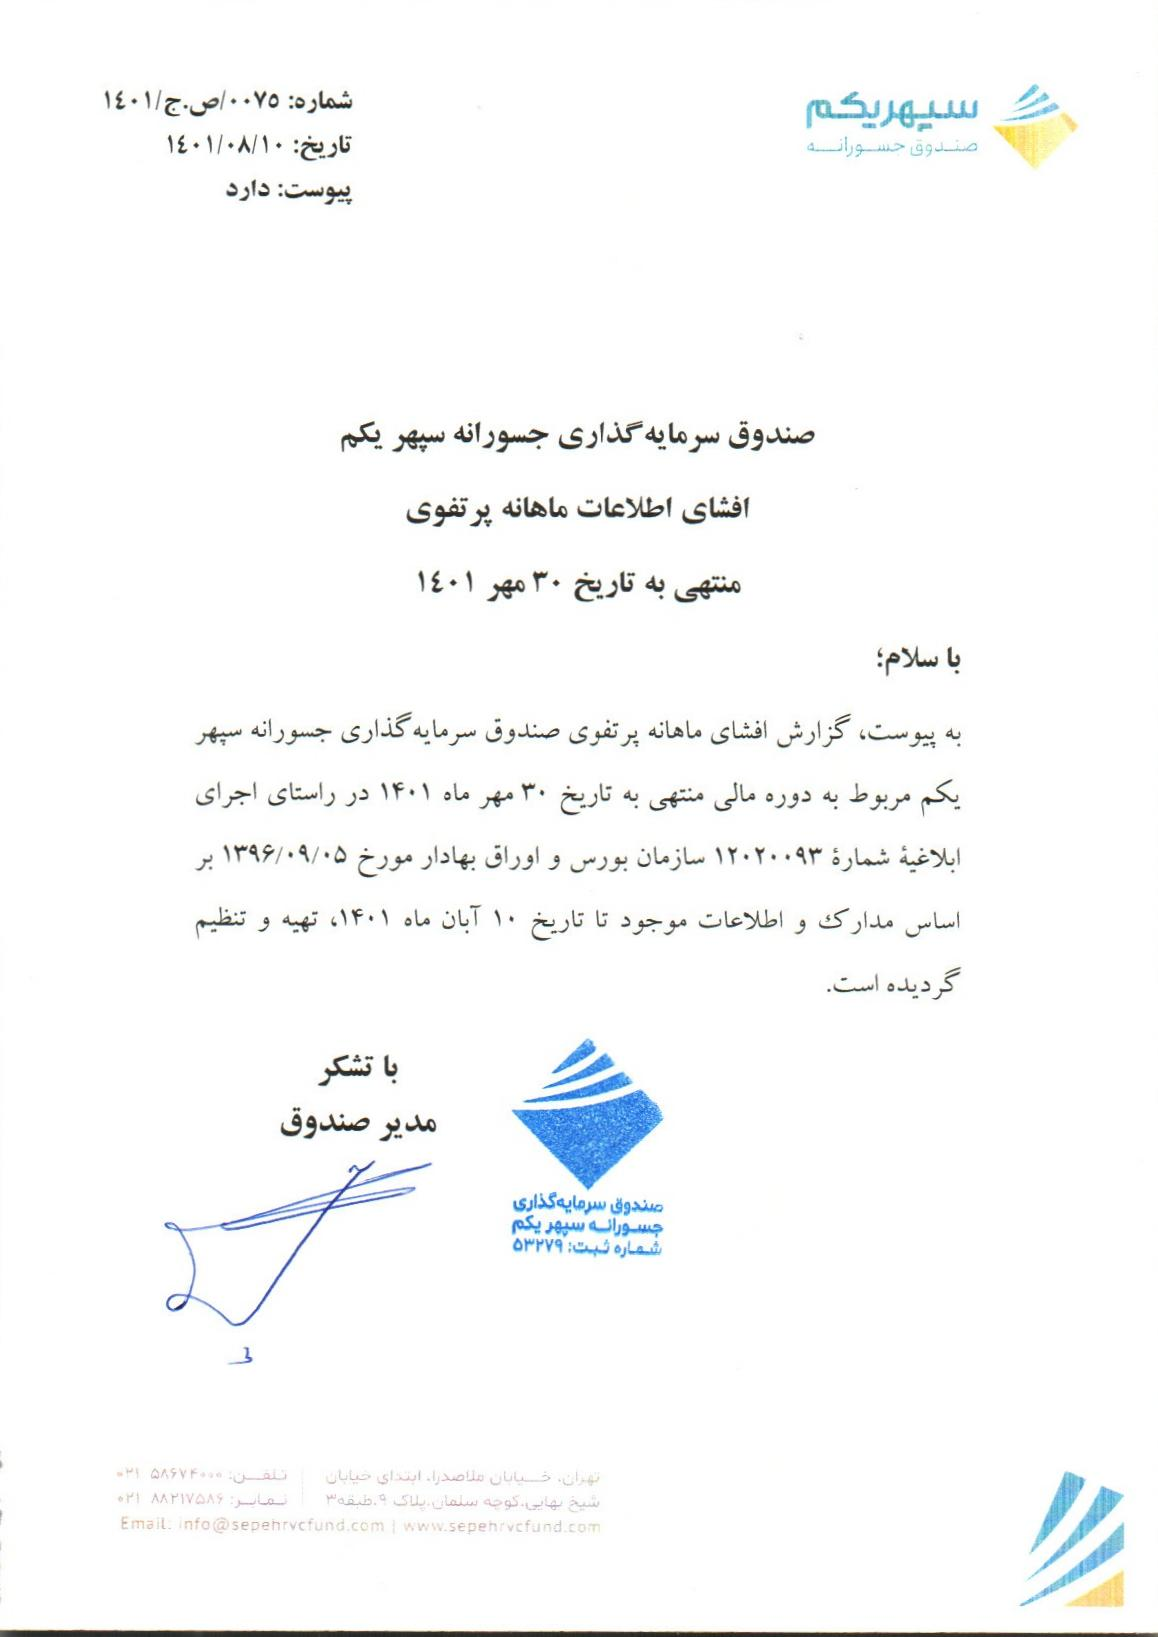 سپهریکم
صندوق جسورانه
شماره: ۰۰۷۵/ص.ج/۱۴۰۱
تاریخ: ۱۴۰۱/۰۸/۱۰
پیوست: دارد
صندوق سرمایه‌گذاری جسورانه سپهر یکم
افشای اطلاعات ماهانه پرتفوی
منتهی به تاریخ ۳۰ مهر ۱۴۰۱
با سلام؛
به پیوست، گزارش افشای ماهانه پرتفوی صندوق سرمایه‌گذاری جسورانه سپهر
یکم مربوط به دوره مالی منتهی به تاریخ ۳۰ مهر ماه ۱۴۰۱ در راستای اجرای
ابلاغیهٔ شمارهٔ ۱۲۰۲۰۰۹۳ سازمان بورس و اوراق بهادار مورخ ۱۳۹۶/۰۹/۰۵ بر
اساس مدارک و اطلاعات موجود تا تاریخ ۱۰ آبان ماه ۱۴۰۱، تهیه و تنظیم
گردیده است.
با تشکر
مدیر صندوق
صندوق سرمایه‌گذاری
جسورانه سپهر یکم
شماره ثبت: ۵۳۲۷۹
تهران، خیابان ملاصدرا، ابتدای خیابان
شیخ بهایی،کوچه سلمان،پلاک ۹،طبقه۳
تلفن: ۵۸۶۷۴۰۰۰ ۰۲۱
نمابر: ۸۸۲۱۷۵۸۶ ۰۲۱
Email: info@sepehrvcfund.com | www.sepehrvcfund.com